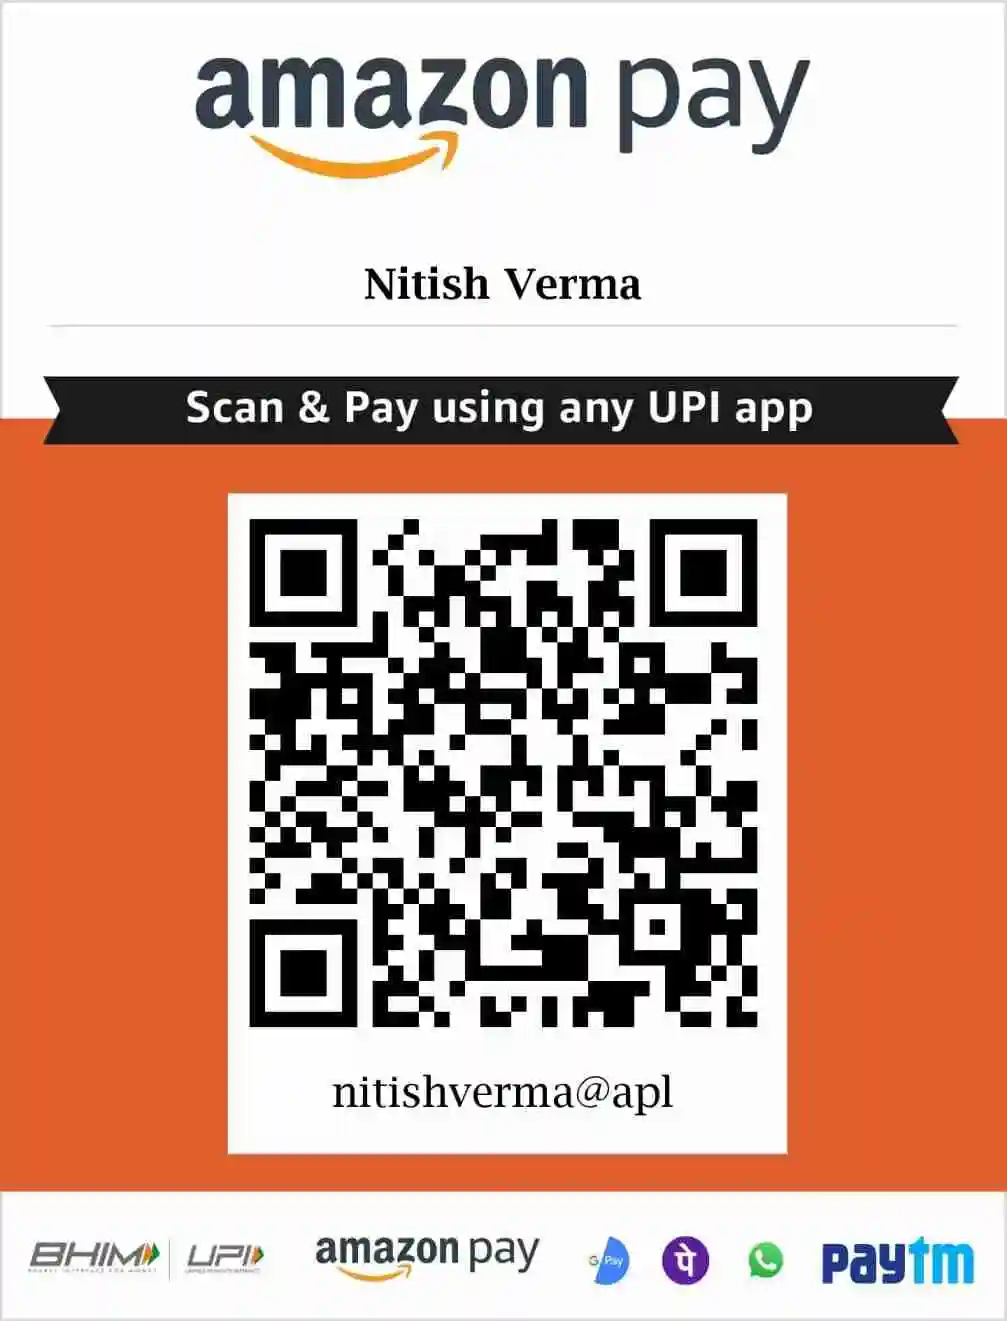 amazon pay
Nitish Verma
Scan & Pay using any UPI app
nitishverma@apl
BHIM UPI amazon pay G Pay पे paytm